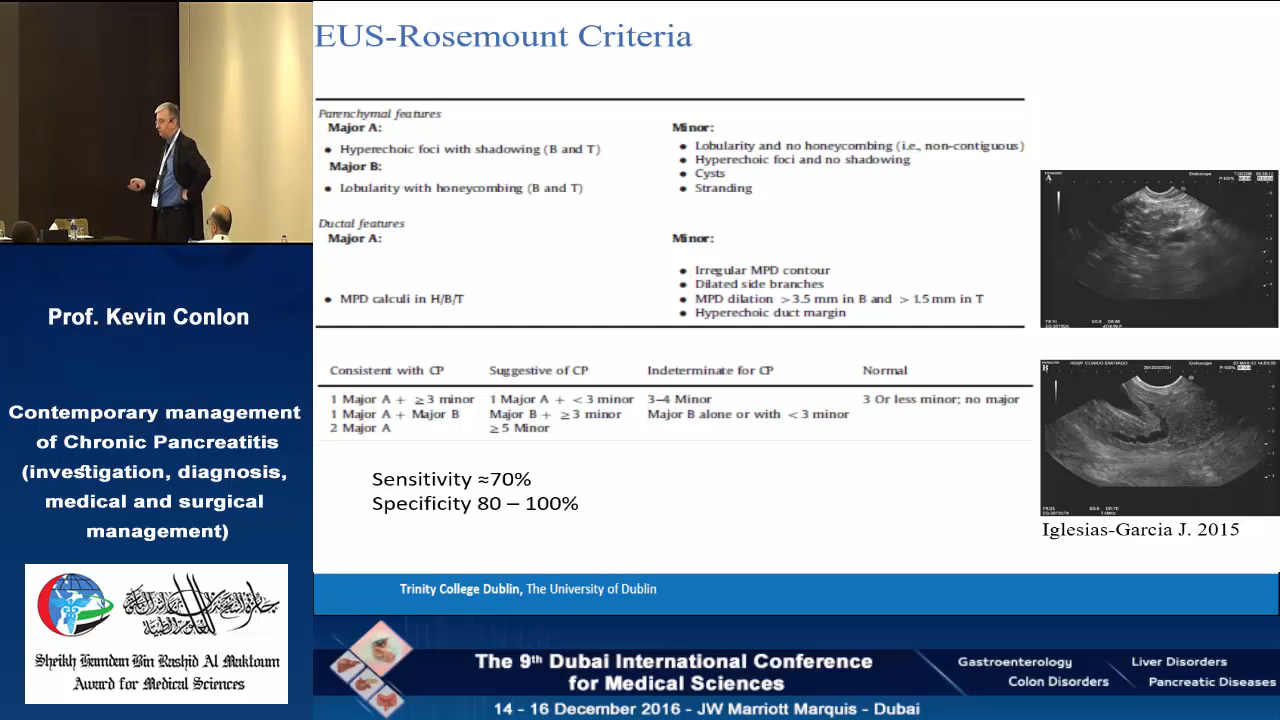 EUS-Rosemount Criteria
Parenchymal features
Major A:
• Hyperechoic foci with shadowing (B and T)
Major B:
• Lobularity with honeycombing (B and T)
Minor:
• Lobularity and no honeycombing (i.e., non-contiguous)
• Hyperechoic foci and no shadowing
• Cysts
• Stranding
Ductal features
Major A:
• MPD calculi in H/B/T
Minor:
• Irregular MPD contour
• Dilated side branches
• MPD dilation >3.5 mm in B and >1.5 mm in T
• Hyperechoic duct margin
Consistent with CP Suggestive of CP Indeterminate for CP Normal
1 Major A + ≥3 minor 1 Major A + <3 minor 3–4 Minor 3 Or less minor; no major
1 Major A + Major B Major B + ≥3 minor Major B alone or with <3 minor
2 Major A ≥5 Minor
Sensitivity ≈70%
Specificity 80 – 100%
A
B
Iglesias-Garcia J. 2015
Trinity College Dublin, The University of Dublin
Prof. Kevin Conlon
Contemporary management
of Chronic Pancreatitis
(investigation, diagnosis,
medical and surgical
management)
Sheikh Hamdan Bin Rashid Al Maktoum
Award for Medical Sciences
The 9th Dubai International Conference
for Medical Sciences
14 - 16 December 2016 - JW Marriott Marquis - Dubai
Gastroenterology Liver Disorders
Colon Disorders Pancreatic Diseases